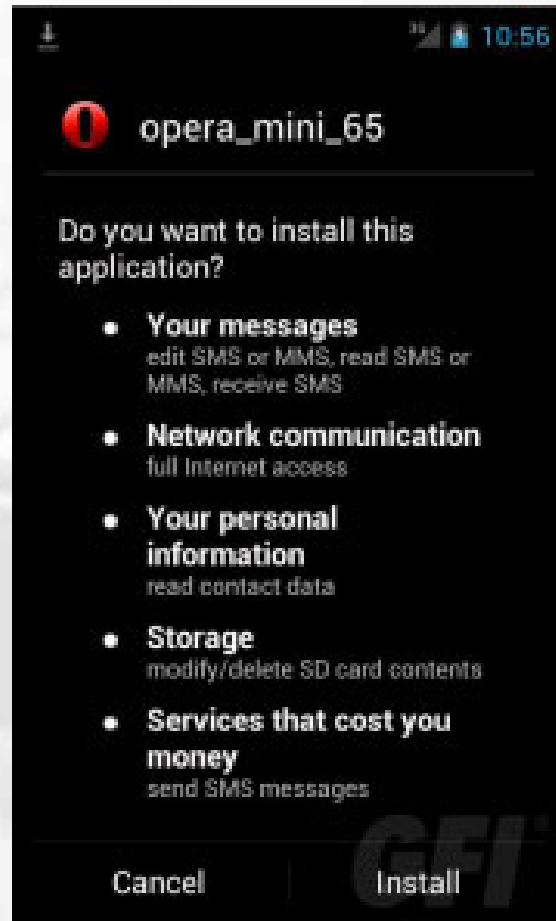 10:56
opera_mini_65
Do you want to install this
application?
Your messages
edit SMS or MMS, read SMS or
MMS, receive SMS
Network communication
full Internet access
Your personal
information
read contact data
Storage
modify/delete SD card contents
Services that cost you
money
send SMS messages
GFI
Cancel
Install